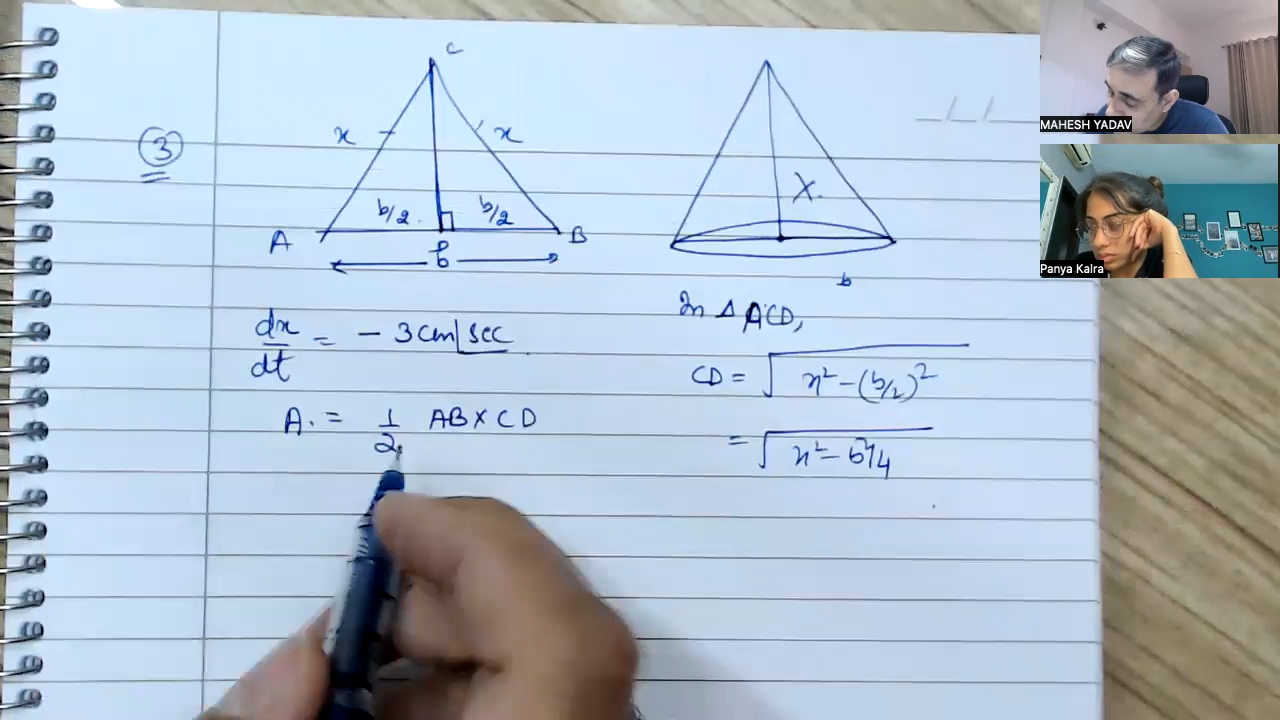 ③
C
x
x
b/2
b/2
A
B
b
X.
b
dx/dt = - 3 cm/sec
A. = 1/2 AB × CD
In △ ACD,
CD = √(x² - (b/2)²)
= √(x² - b²/4)
MAHESH YADAV
Panya Kalra